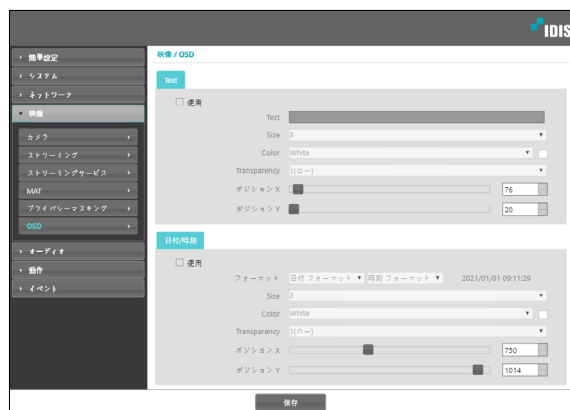 IDIS
簡単設定
システム
ネットワーク
映像
カメラ
ストリーミング
ストリーミングサービス
MAT
プライバシーマスキング
OSD
オーディオ
動作
イベント
映像 / OSD
Text
使用
Text
Size 3
Color White
Transparency 1(ロー)
ポジション X 76
ポジション Y 20
日付/時刻
使用
フォーマット 日付 フォーマット 時刻 フォーマット 2021/01/01 09:11:29
Size 3
Color White
Transparency 1(ロー)
ポジション X 750
ポジション Y 1014
保存